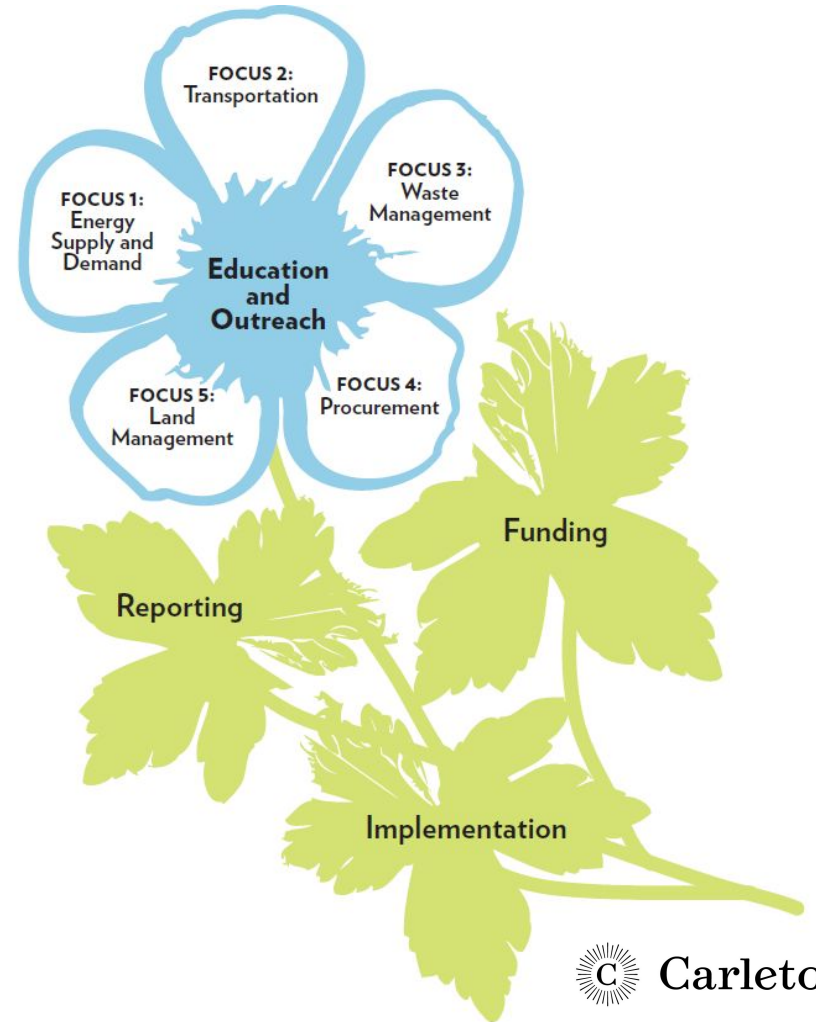 FOCUS 2:
Transportation
FOCUS 3:
Waste
Management
FOCUS 1:
Energy
Supply and
Demand
Education
and
Outreach
FOCUS 4:
Procurement
FOCUS 5:
Land
Management
Funding
Reporting
Implementation
C Carleto